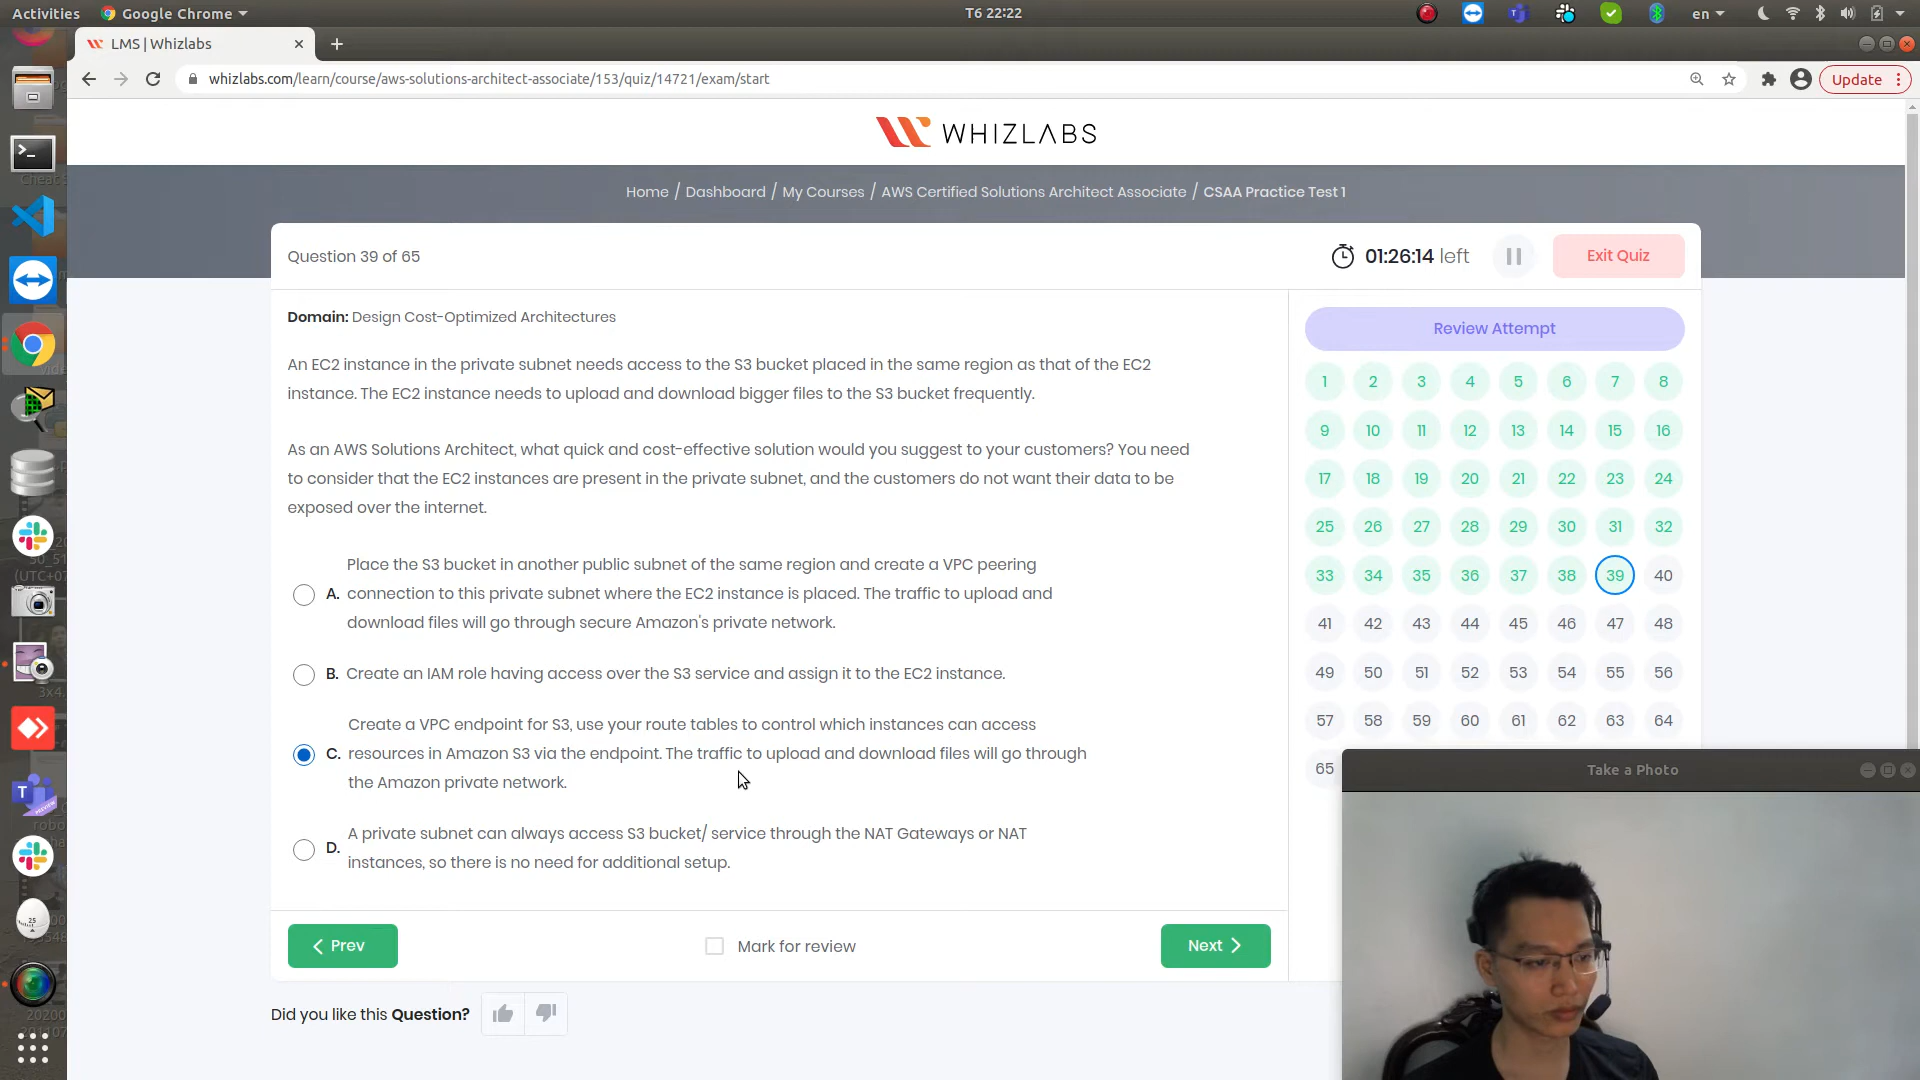 Activities
Google Chrome
T6 22:22
en
LMS | Whizlabs
whizlabs.com/learn/course/aws-solutions-architect-associate/153/quiz/14721/exam/start
Update
WHIZLABS
Home / Dashboard / My Courses / AWS Certified Solutions Architect Associate / CSAA Practice Test 1
Question 39 of 65
01:26:14 left
Exit Quiz
Domain: Design Cost-Optimized Architectures
An EC2 instance in the private subnet needs access to the S3 bucket placed in the same region as that of the EC2
instance. The EC2 instance needs to upload and download bigger files to the S3 bucket frequently.
As an AWS Solutions Architect, what quick and cost-effective solution would you suggest to your customers? You need
to consider that the EC2 instances are present in the private subnet, and the customers do not want their data to be
exposed over the internet.
Place the S3 bucket in another public subnet of the same region and create a VPC peering
A. connection to this private subnet where the EC2 instance is placed. The traffic to upload and
download files will go through secure Amazon's private network.
B. Create an IAM role having access over the S3 service and assign it to the EC2 instance.
Create a VPC endpoint for S3, use your route tables to control which instances can access
C. resources in Amazon S3 via the endpoint. The traffic to upload and download files will go through
the Amazon private network.
A private subnet can always access S3 bucket/ service through the NAT Gateways or NAT
D.
instances, so there is no need for additional setup.
Prev
Mark for review
Next
Did you like this Question?
Review Attempt
1 2 3 4 5 6 7 8
9 10 11 12 13 14 15 16
17 18 19 20 21 22 23 24
25 26 27 28 29 30 31 32
33 34 35 36 37 38 39 40
41 42 43 44 45 46 47 48
49 50 51 52 53 54 55 56
57 58 59 60 61 62 63 64
65
Take a Photo